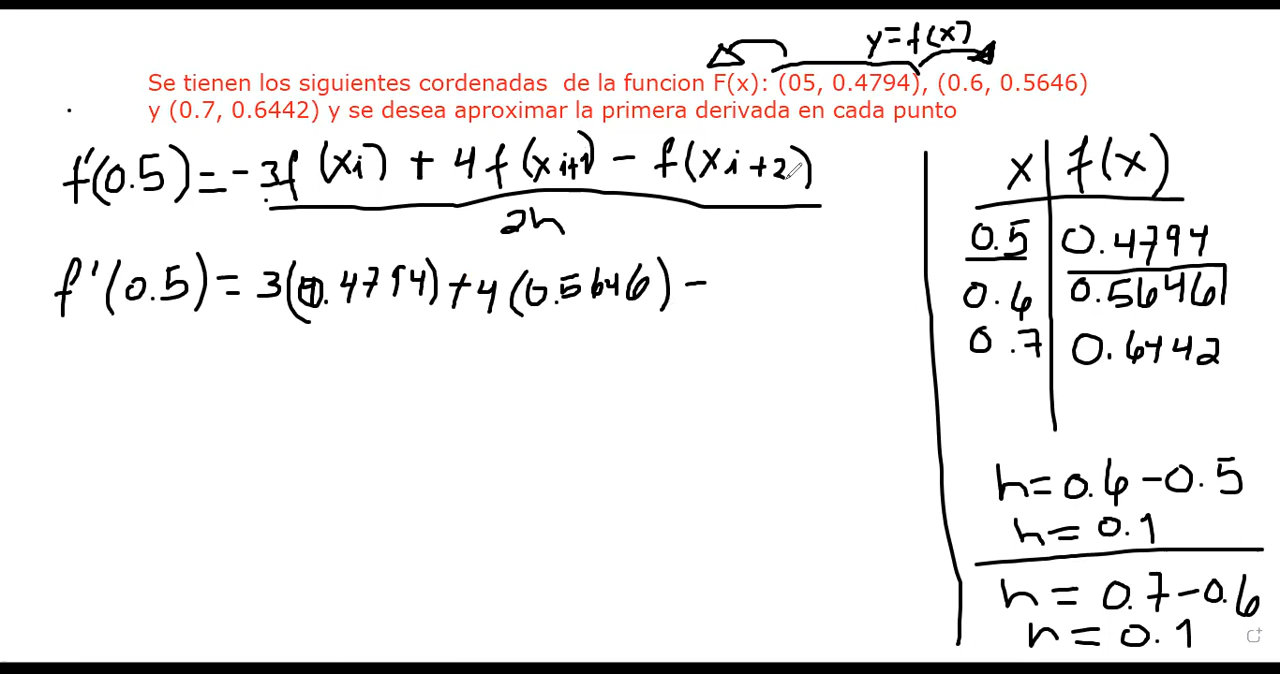 y=f(x)
Se tienen los siguientes cordenadas de la funcion F(x): (05, 0.4794), (0.6, 0.5646)
y (0.7, 0.6442) y se desea aproximar la primera derivada en cada punto
f'(0.5) = -3f(xi) + 4f(xi+1) - f(xi+2)
2h
f'(0.5) = 3(0.4794) + 4(0.5646) -
x f(x)
0.5 0.4794
0.6 0.5646
0.7 0.6442
h=0.6-0.5
h=0.1
h=0.7-0.6
h=0.1